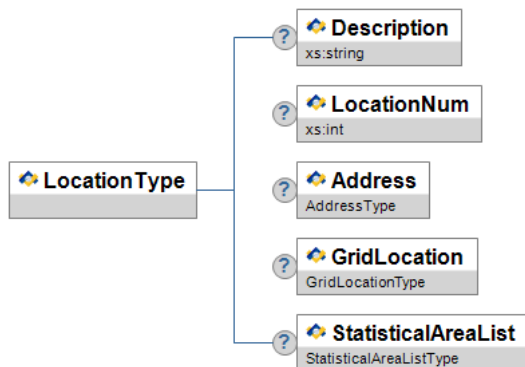 Description
xs:string
LocationNum
xs:int
LocationType
Address
AddressType
GridLocation
GridLocationType
StatisticalAreaList
StatisticalAreaListType
?
?
?
?
?